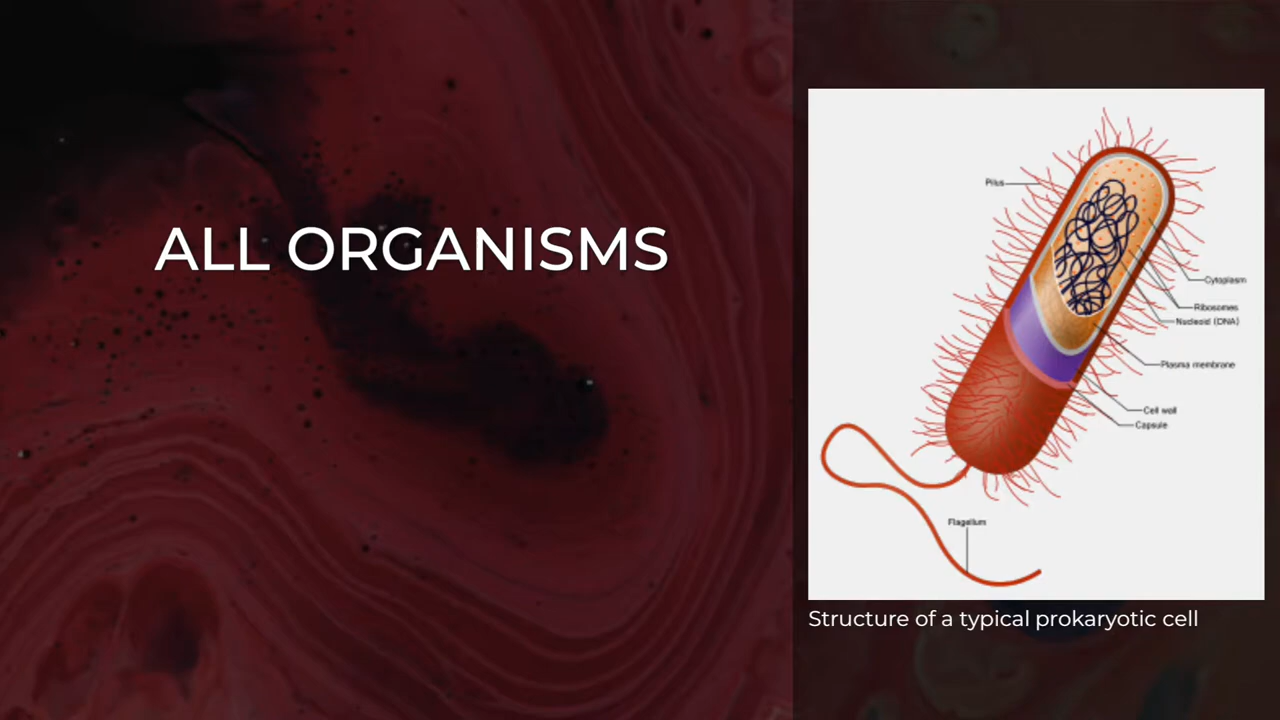 ALL ORGANISMS
Pilus
Cytoplasm
Ribosomes
Nucleoid (DNA)
Plasma membrane
Cell wall
Capsule
Flagellum
Structure of a typical prokaryotic cell